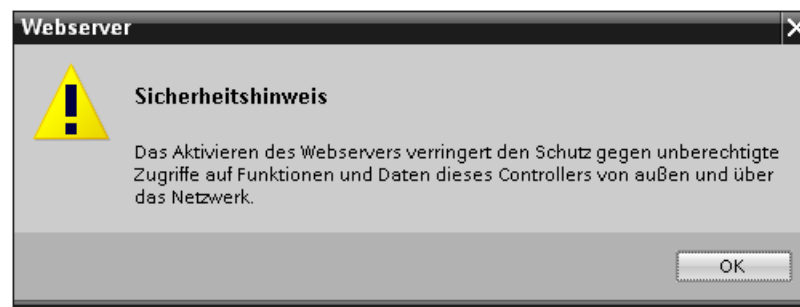 Webserver
Sicherheitshinweis
Das Aktivieren des Webservers verringert den Schutz gegen unberechtigte
Zugriffe auf Funktionen und Daten dieses Controllers von außen und über
das Netzwerk.
OK